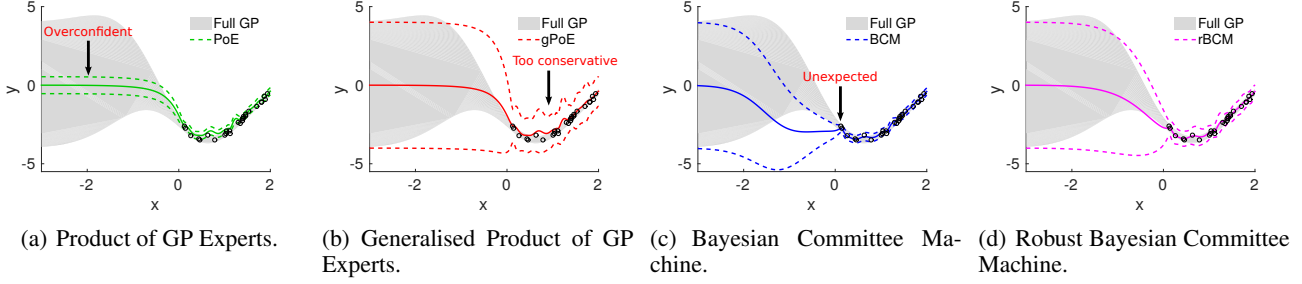 Full GP
PoE
Overconfident
5
0
-5
y
-2
0
2
x
(a) Product of GP Experts.
Full GP
gPoE
Too conservative
5
0
-5
y
-2
0
2
x
(b) Generalised Product of GP
Experts.
Full GP
BCM
Unexpected
5
0
-5
y
-2
0
2
x
(c) Bayesian Committee Ma-
chine.
Full GP
rBCM
5
0
-5
y
-2
0
2
x
(d) Robust Bayesian Committee
Machine.